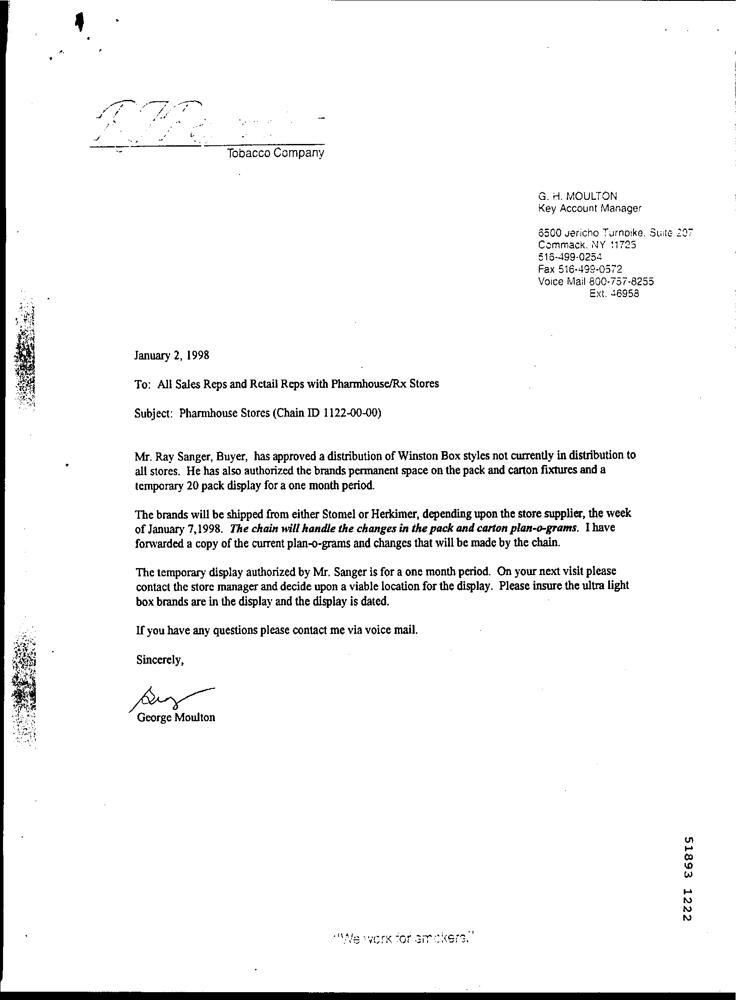 Tobacco Company
G. H. MOULTON
Key Account Manager
6500 Jericho Turnpike, Suite 207
Commack, NY 11725
516-499-0254
Fax 516-499-0572
Voice Mail 800-757-8255
Ext. 46958
January 2, 1998
To: All Sales Reps and Retail Reps with Pharmhouse/Rx Stores
Subject: Pharmhouse Stores (Chain ID 1122-00-00)
Mr. Ray Sanger, Buyer, has approved a distribution of Winston Box styles not currently in distribution to
all stores. He has also authorized the brands permanent space on the pack and carton fixtures and a
temporary 20 pack display for a one month period.
The brands will be shipped from either Stomel or Herkimer, depending upon the store supplier, the week
of January 7,1998. The chain will handle the changes in the pack and carton plan-o-grams. I have
forwarded a copy of the current plan-o-grams and changes that will be made by the chain.
The temporary display authorized by Mr. Sanger is for a one month period. On your next visit please
contact the store manager and decide upon a viable location for the display. Please insure the ultra light
box brands are in the display and the display is dated.
If you have any questions please contact me via voice mail.
Sincerely,
George Moulton
51893 1222
"We work for smokers."